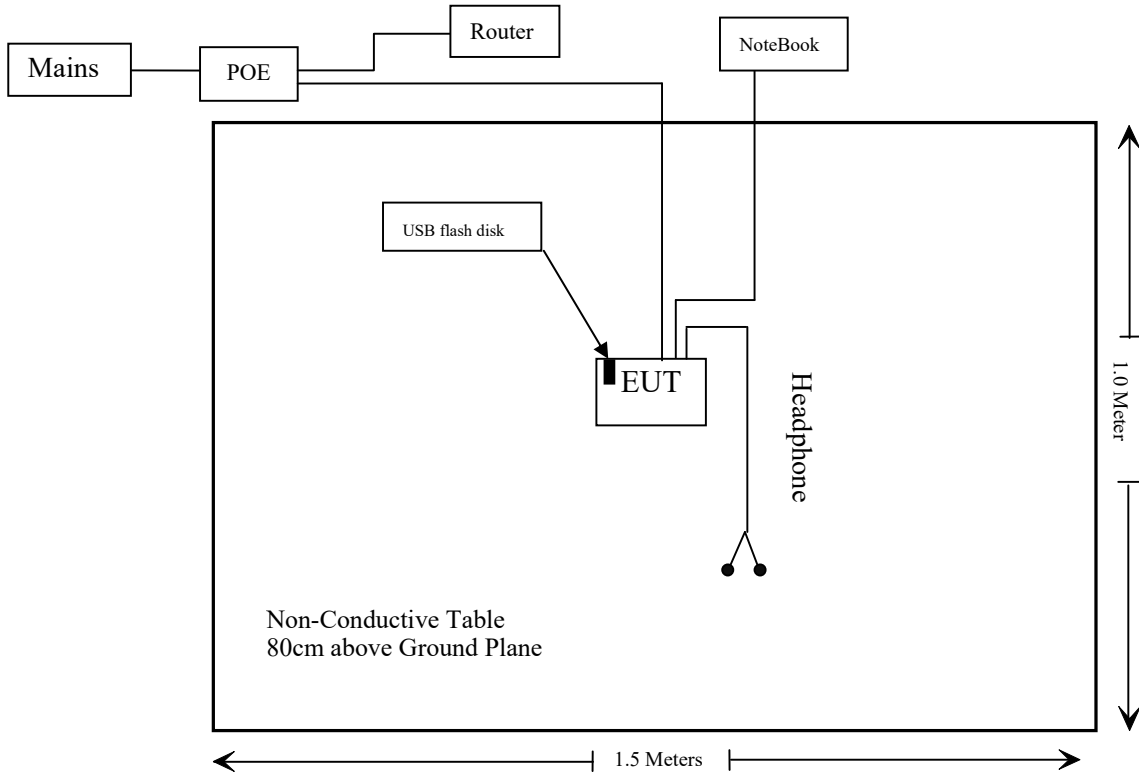 Router
NoteBook
Mains
POE
USB flash disk
EUT
Headphone
1.0 Meter
Non-Conductive Table
80cm above Ground Plane
1.5 Meters